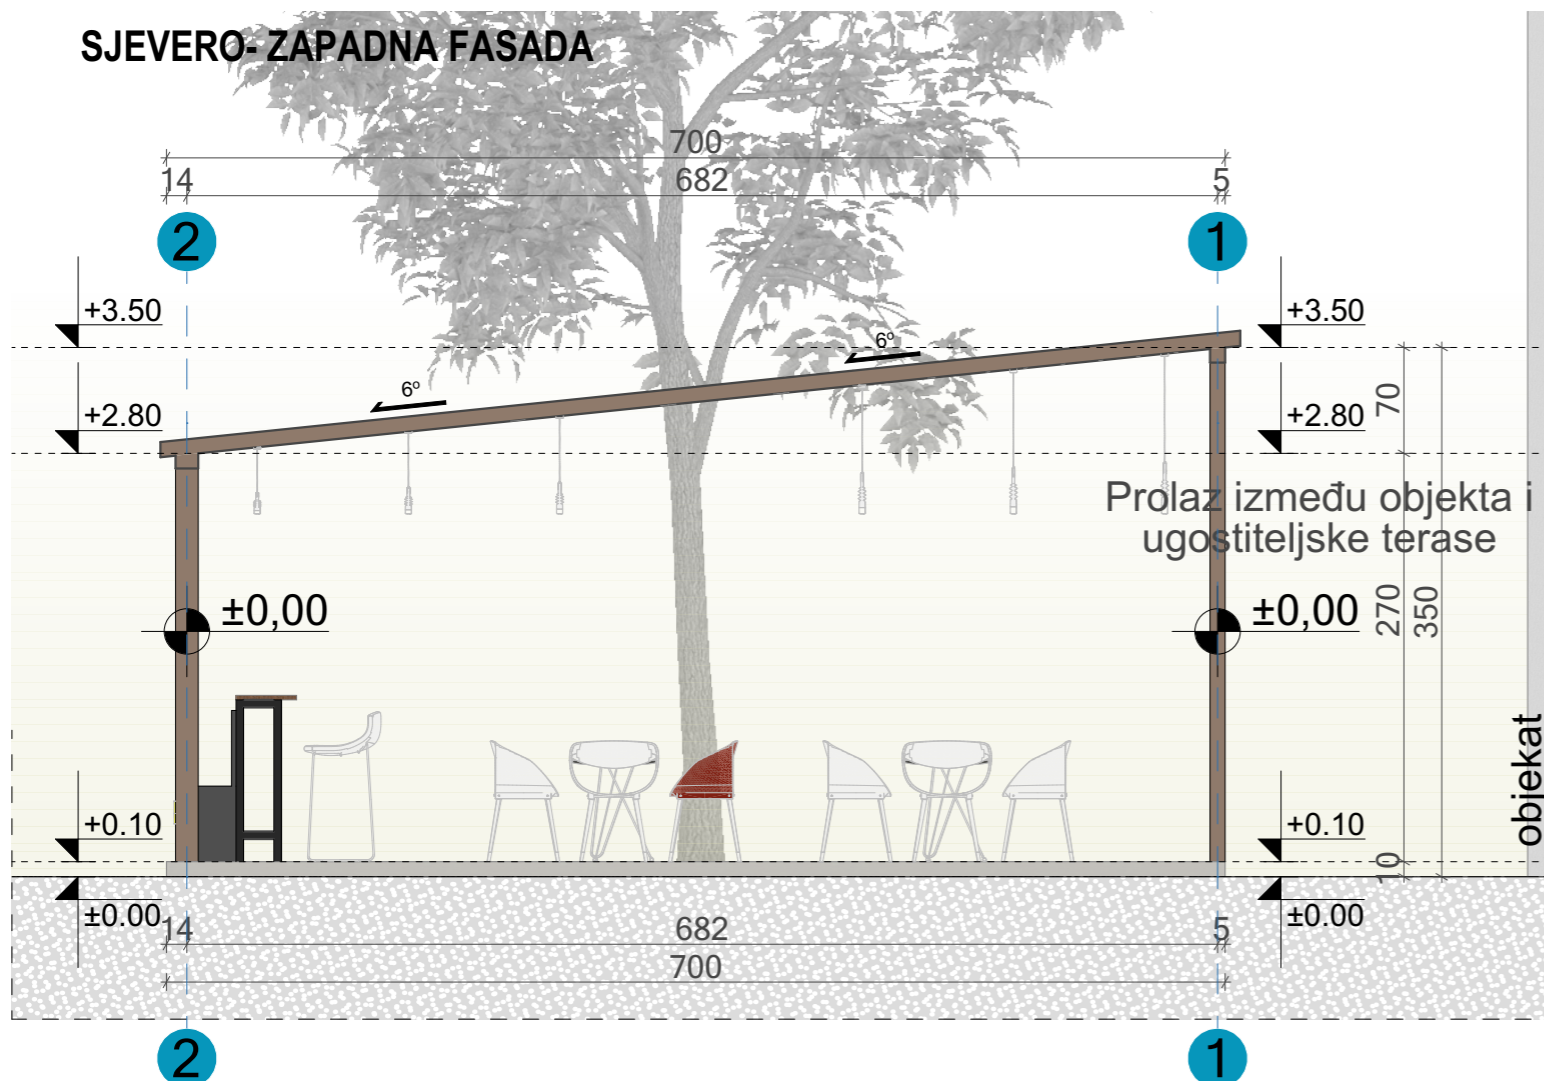 SJEVERO- ZAPADNA FASADA
700
14 682 5
2 1
+3.50 +3.50
6º
6º
+2.80 +2.80
70
Prolaz između objekta i
ugostiteljske terase
±0,00 ±0,00
270
350
objekat
+0.10 +0.10
10
±0.00 ±0.00
14 682 5
700
2 1